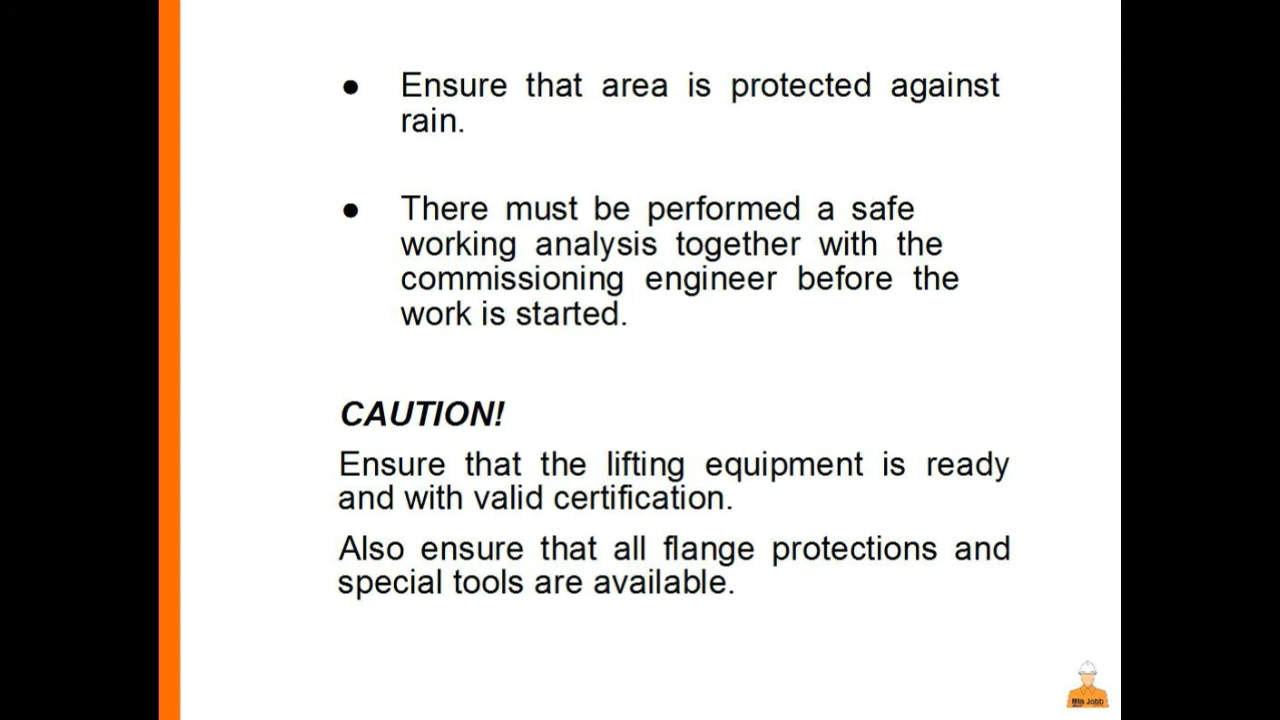 ● Ensure that area is protected against
rain.
● There must be performed a safe
working analysis together with the
commissioning engineer before the
work is started.
CAUTION!
Ensure that the lifting equipment is ready
and with valid certification.
Also ensure that all flange protections and
special tools are available.
Min Jobb